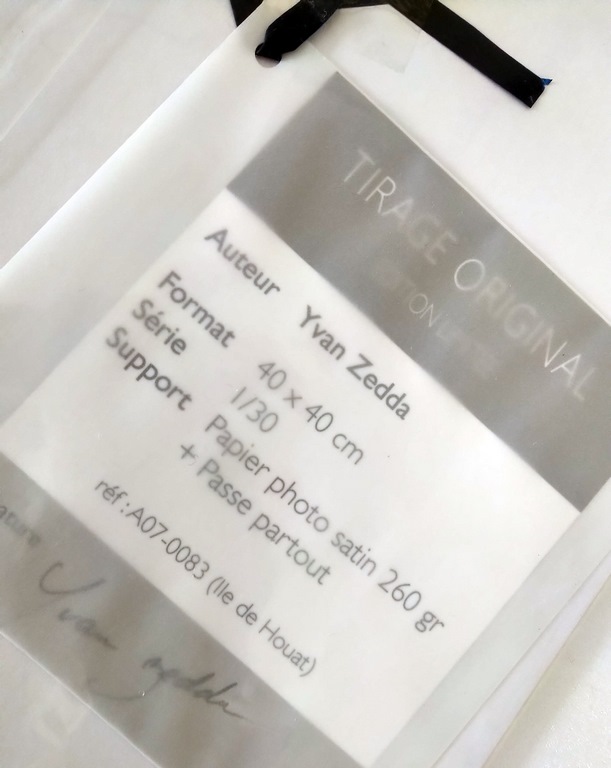 TIRAGE ORIGINAL
Auteur Yvan Zedda
Format 40 x 40 cm
Série 1/30
Support Papier photo satin 260 gr
+ Passe partout
réf : A07-0083 (Ile de Houat)
Yvan Zedda